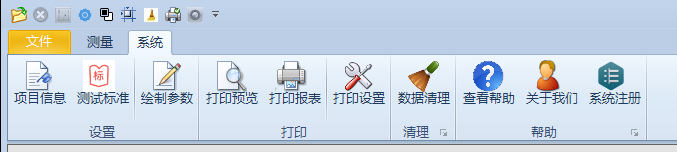 文件 测量 系统
标
项目信息 测试标准 绘制参数 打印预览 打印报表 打印设置 数据清理 查看帮助 关于我们 系统注册
设置 打印 清理 帮助